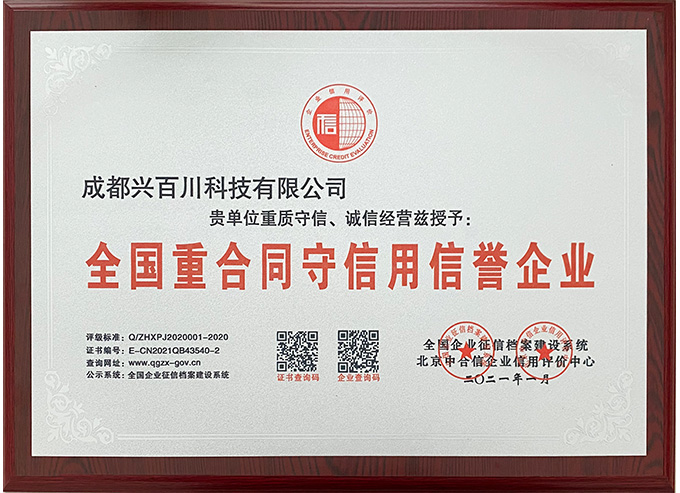 企业信用评价
信
ENTERPRISE CREDIT EVALUATION
成都兴百川科技有限公司
贵单位重质守信、诚信经营兹授予:
全国重合同守信用信誉企业
评级标准: Q/ZHXPJ2020001-2020
证书编号: E-CN2021QB43540-2
查询网址: www.qgzx-gov.cn
公示系统: 全国企业征信档案建设系统
证书查询码
企业查询码
全国企业征信档案建设系统
北京中合信企业信用评价中心
二〇二一年一月